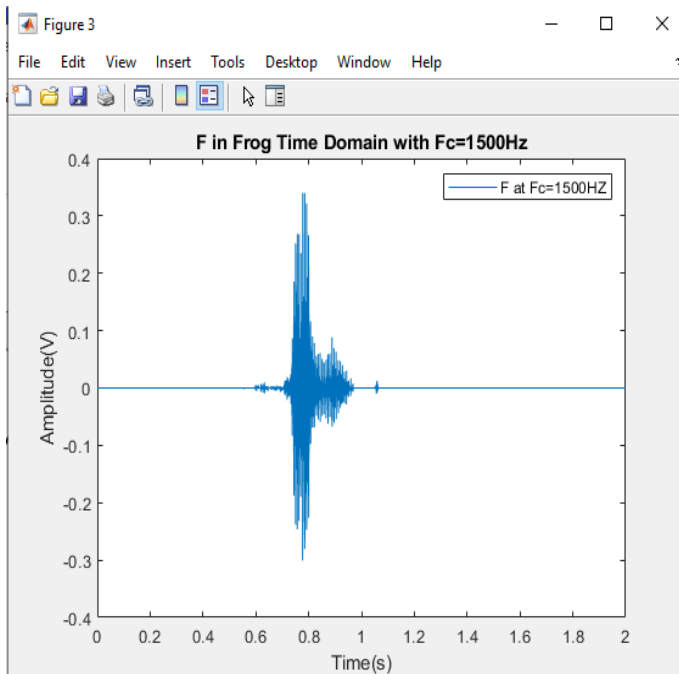 Figure 3
File Edit View Insert Tools Desktop Window Help
F in Frog Time Domain with Fc=1500Hz
F at Fc=1500HZ
0.4
0.3
0.2
0.1
0
-0.1
-0.2
-0.3
-0.4
Amplitude(V)
0 0.2 0.4 0.6 0.8 1 1.2 1.4 1.6 1.8 2
Time(s)